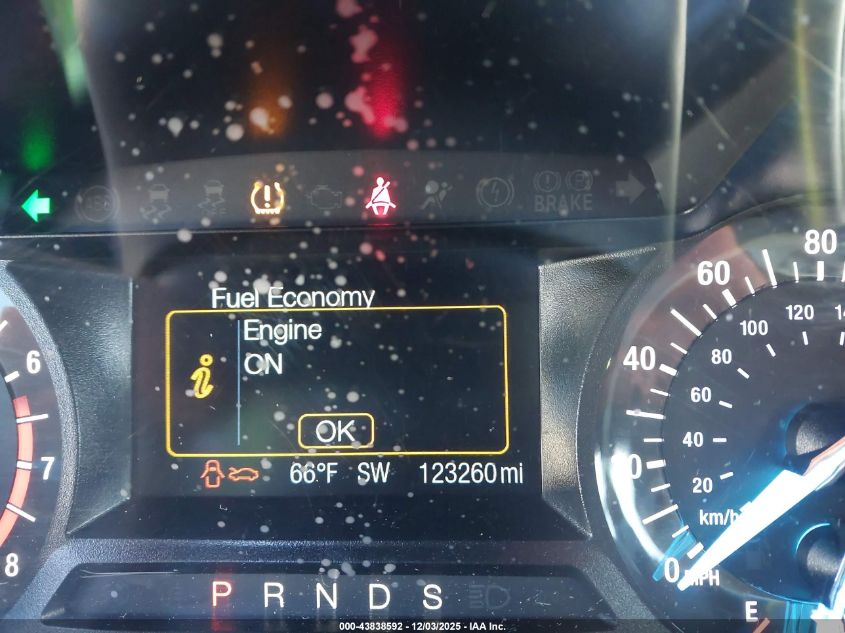 BRAKE
Fuel Economy
Engine
ON
OK
66°F SW 123260 mi
6
7
8
80
60
40
0
120
100
80
60
40
20
km/h
MPH
E
P R N D S
000-43838592 - 12/03/2025 - IAA Inc.